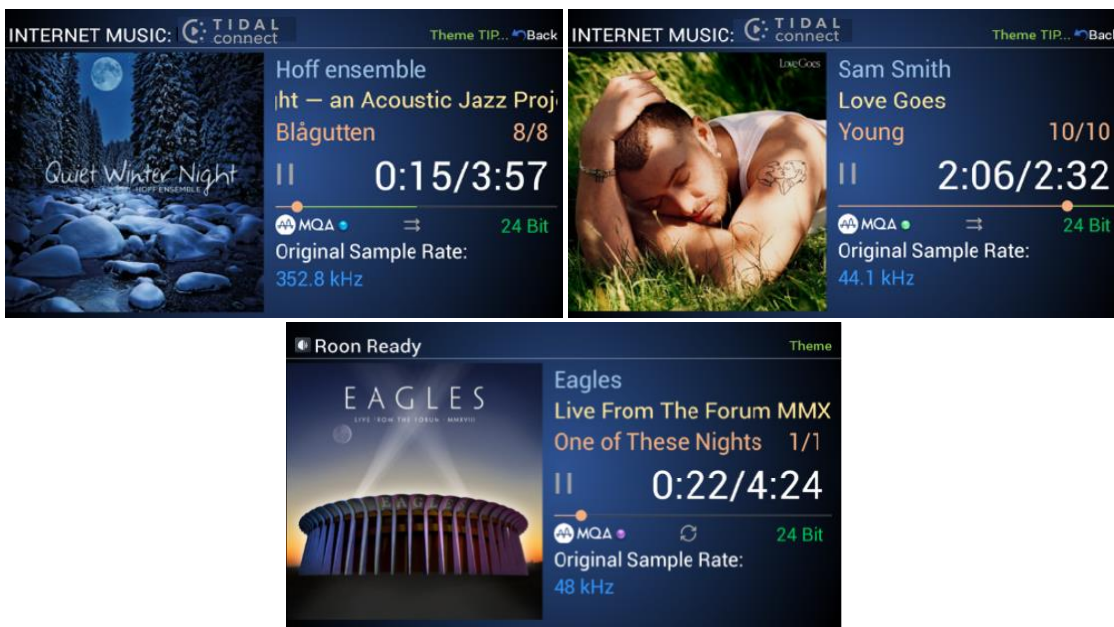 INTERNET MUSIC: TIDAL connect Theme TIP... Back
Quiet Winter Night
HOFF ENSEMBLE
Hoff ensemble
ht — an Acoustic Jazz Proj
Blågutten 8/8
0:15/3:57
MQA 24 Bit
Original Sample Rate:
352.8 kHz
INTERNET MUSIC: TIDAL connect Theme TIP... Back
Love Goes
Sam Smith
Love Goes
Young 10/10
2:06/2:32
MQA 24 Bit
Original Sample Rate:
44.1 kHz
Roon Ready Theme
EAGLES
LIVE FROM THE FORUM · MMXVIII
EAGLES
Eagles
Live From The Forum MMX
One of These Nights 1/1
0:22/4:24
MQA 24 Bit
Original Sample Rate:
48 kHz